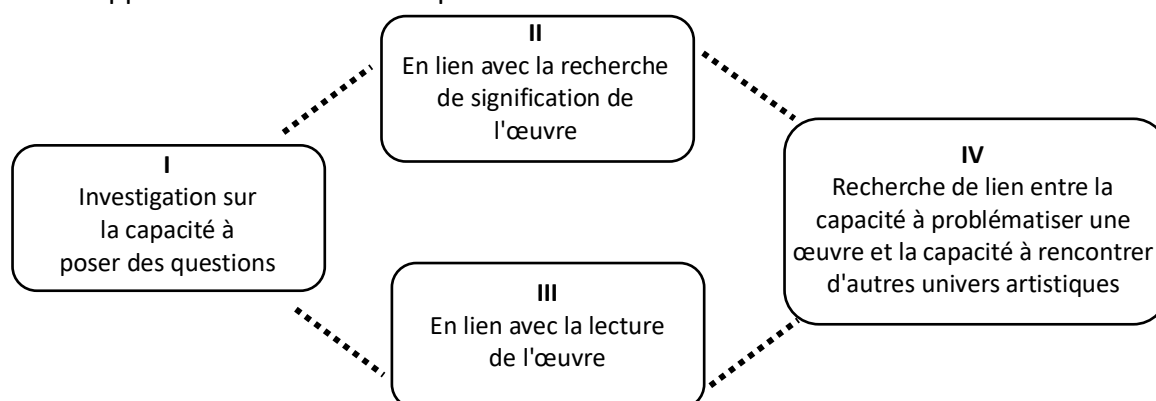 II
En lien avec la recherche
de signification de
l'œuvre
I
Investigation sur
la capacité à
poser des questions
IV
Recherche de lien entre la
capacité à problématiser une
œuvre et la capacité à rencontrer
d'autres univers artistiques
III
En lien avec la lecture
de l'œuvre